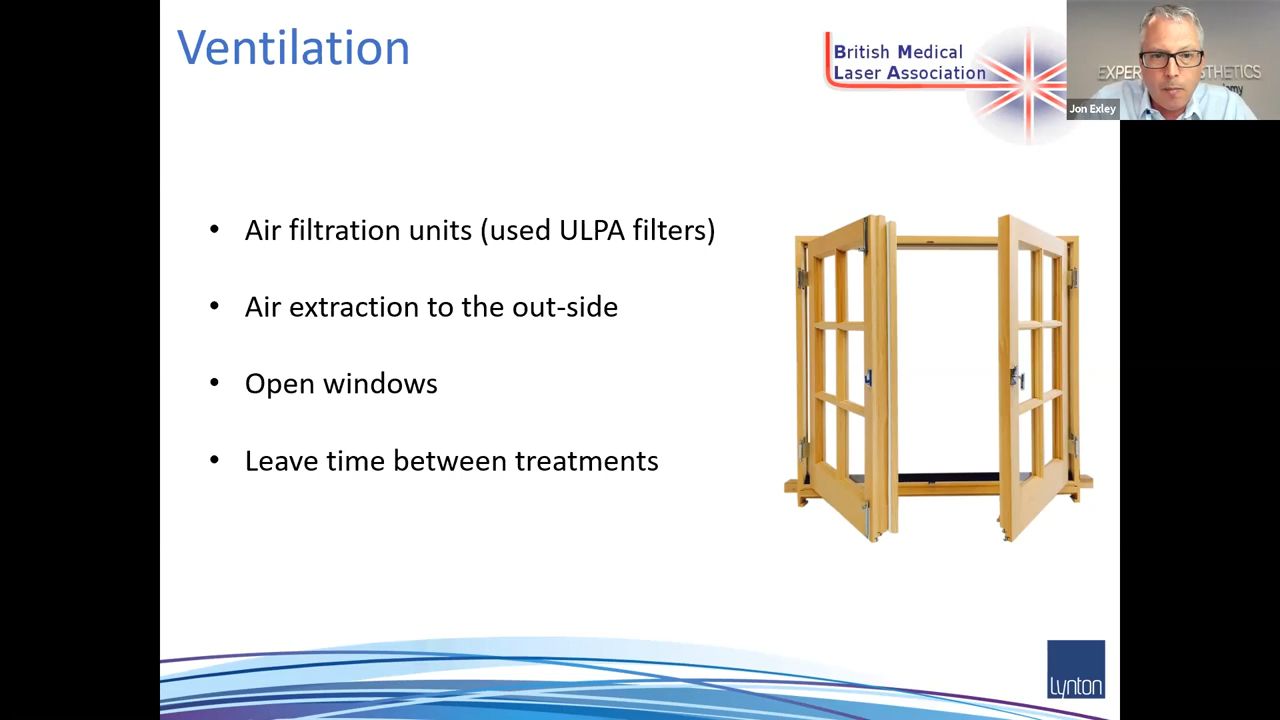 Ventilation
British Medical
Laser Association
Jon Exley
• Air filtration units (used ULPA filters)
• Air extraction to the out-side
• Open windows
• Leave time between treatments
Lynton